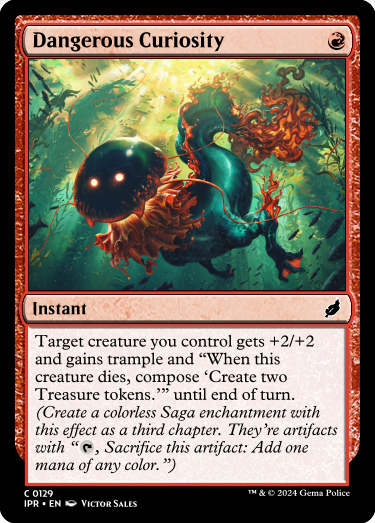 Dangerous Curiosity
Instant
Target creature you control gets +2/+2
and gains trample and “When this
creature dies, compose ‘Create two
Treasure tokens.’” until end of turn.
(Create a colorless Saga enchantment with
this effect as a third chapter. They’re artifacts
with “, Sacrifice this artifact: Add one
mana of any color.”)
C 0129
IPR • EN Victor Sales
™ & © 2024 Gema Police